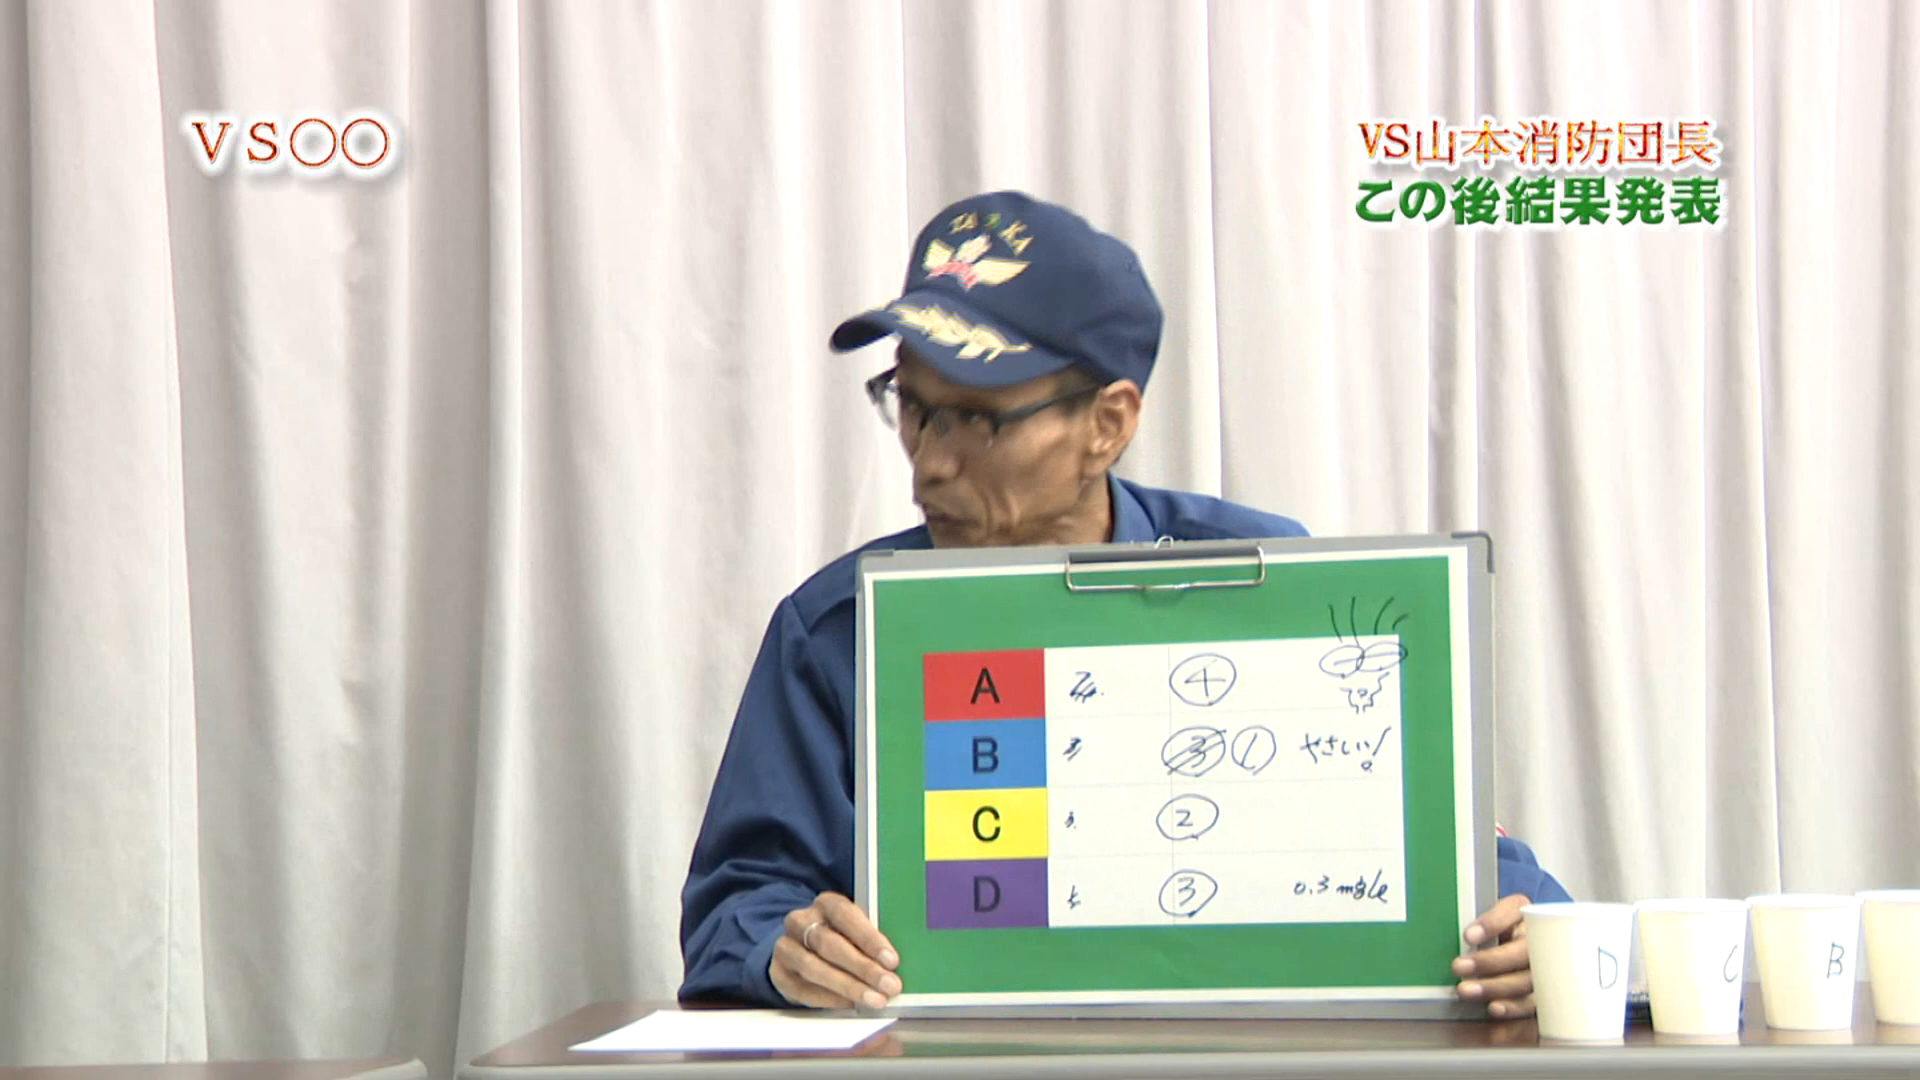 VS○○
VS山本消防団長
この後結果発表
A ④
B ③ ① やさしい!
C ②
D ③ 0.3 mg/L
D
C
B